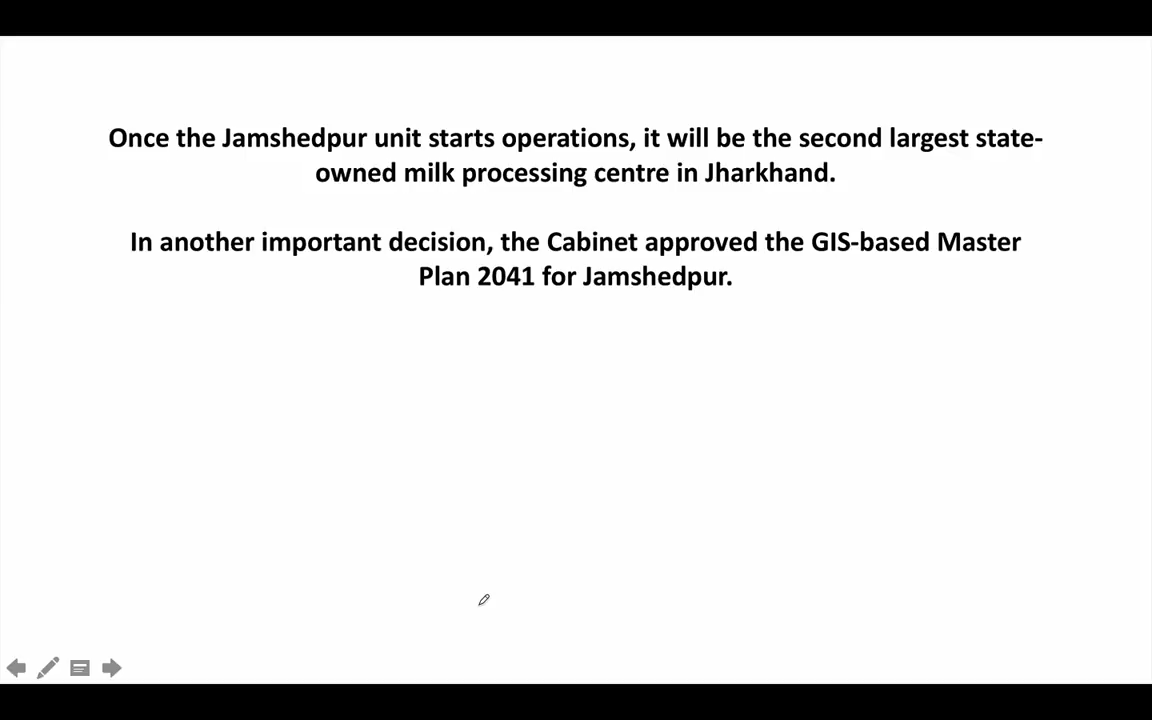 Once the Jamshedpur unit starts operations, it will be the second largest state-
owned milk processing centre in Jharkhand.
In another important decision, the Cabinet approved the GIS-based Master
Plan 2041 for Jamshedpur.